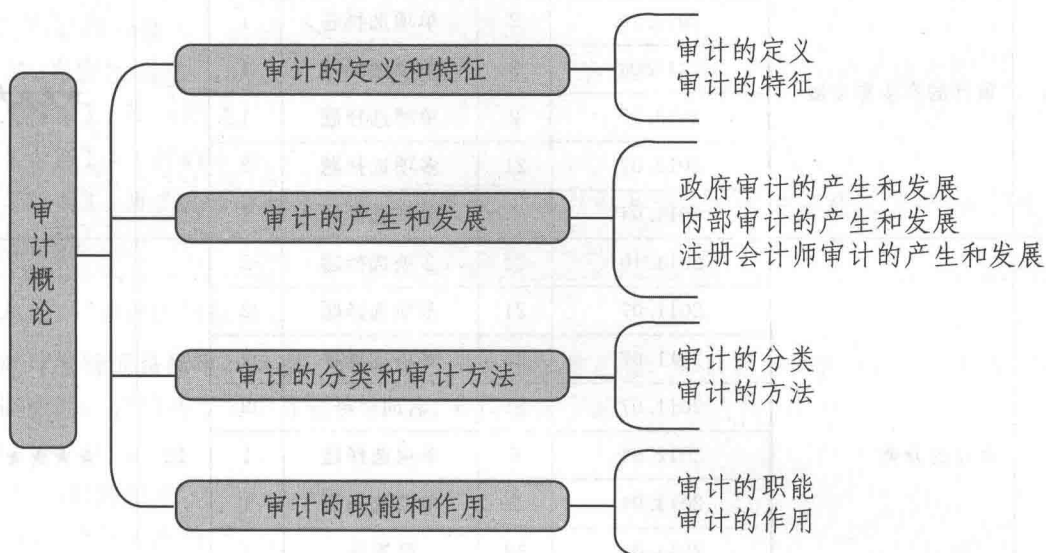 审计概论
审计的定义和特征
审计的定义
审计的特征
审计的产生和发展
政府审计的产生和发展
内部审计的产生和发展
注册会计师审计的产生和发展
审计的分类和审计方法
审计的分类
审计的方法
审计的职能和作用
审计的职能
审计的作用